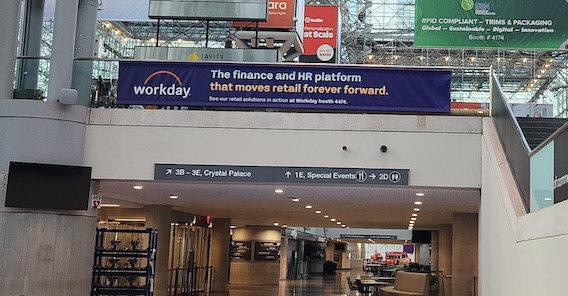 ara
at Scale
RFID COMPLIANT – TRIMS & PACKAGING
Global - Sustainable - Digital - Innovation
workday.
The finance and HR platform
that moves retail forever forward.
See our retail solutions in action at Workday booth 4474.
↗ 3B – 3E, Crystal Palace
↑ 1E, Special Events → 2D